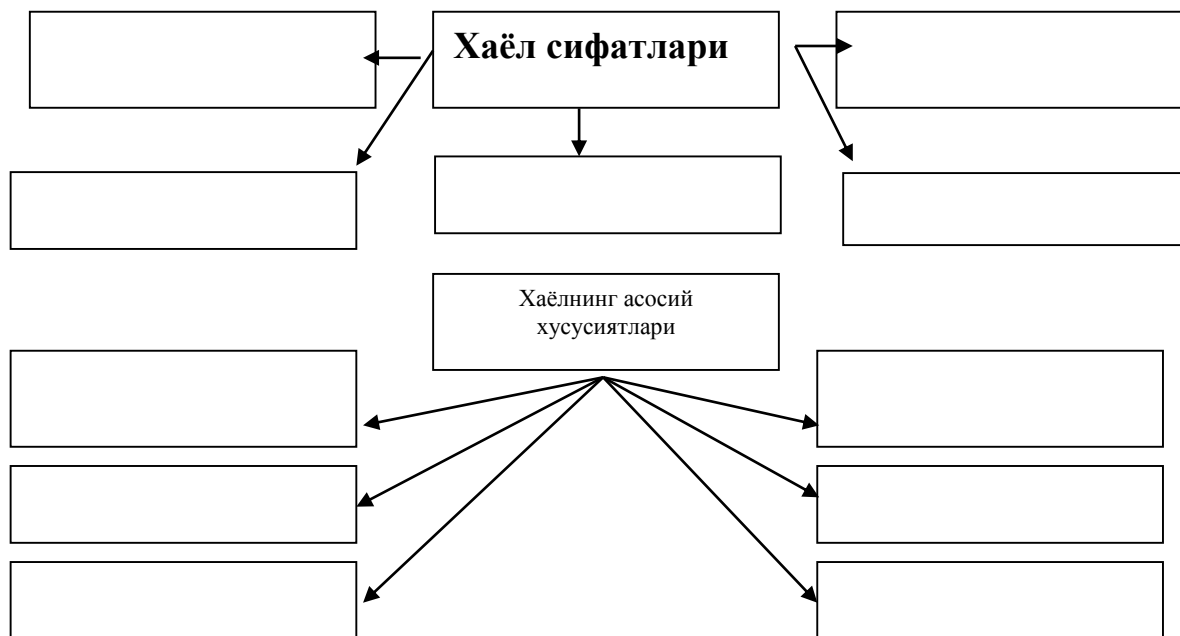 Хаёл сифатлари
Хаёлнинг асосий
хусусиятлари